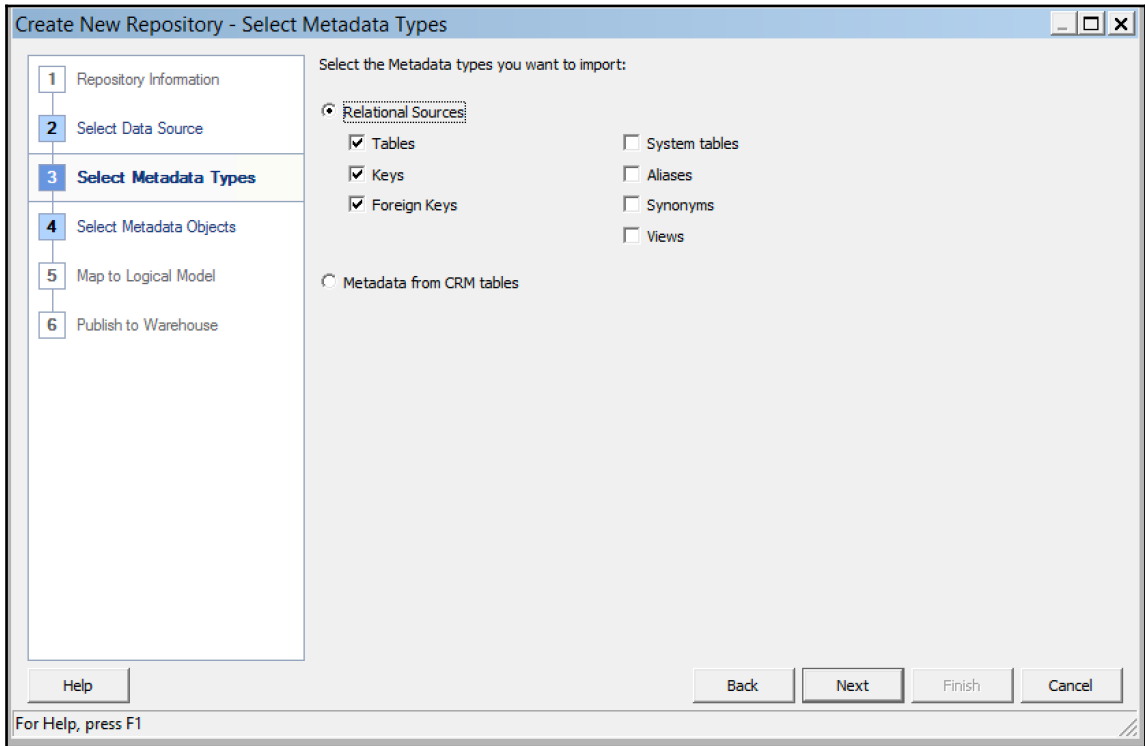 Create New Repository - Select Metadata Types
1 Repository Information
2 Select Data Source
3 Select Metadata Types
4 Select Metadata Objects
5 Map to Logical Model
6 Publish to Warehouse
Select the Metadata types you want to import:
Relational Sources
Tables
System tables
Keys
Aliases
Foreign Keys
Synonyms
Views
Metadata from CRM tables
Help
Back
Next
Finish
Cancel
For Help, press F1